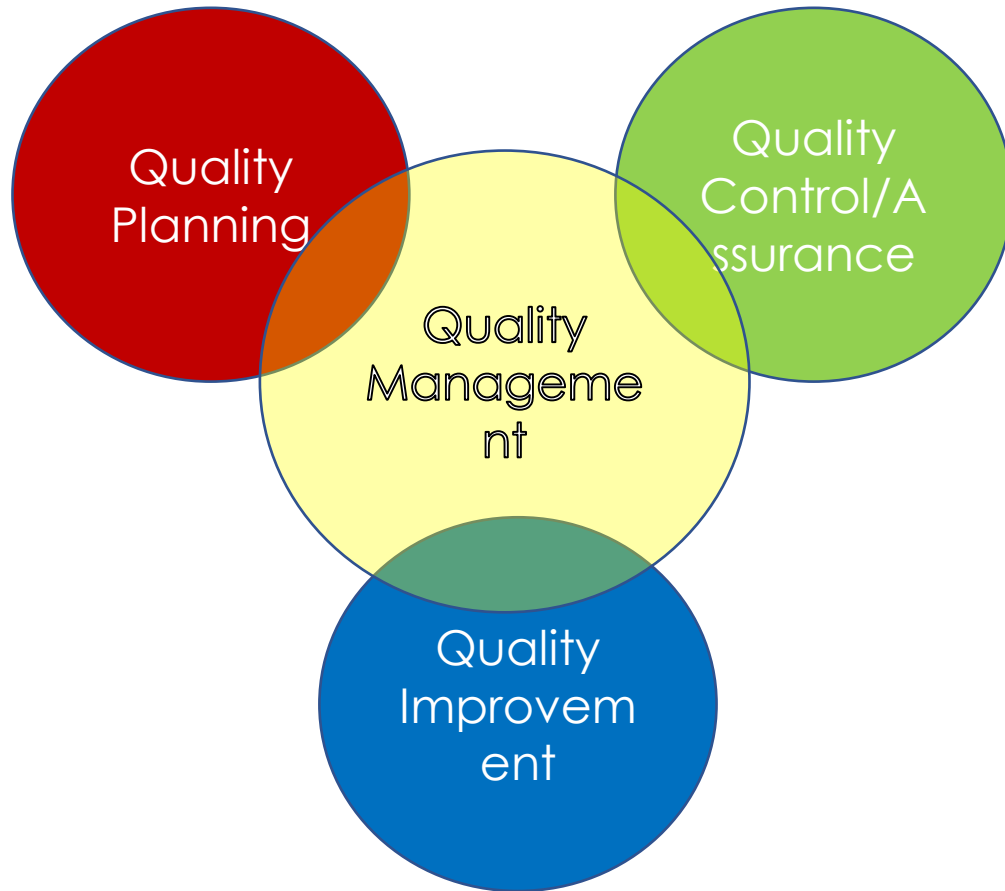 Quality
Planning
Quality
Control/A
ssurance
Quality
Manageme
nt
Quality
Improvem
ent